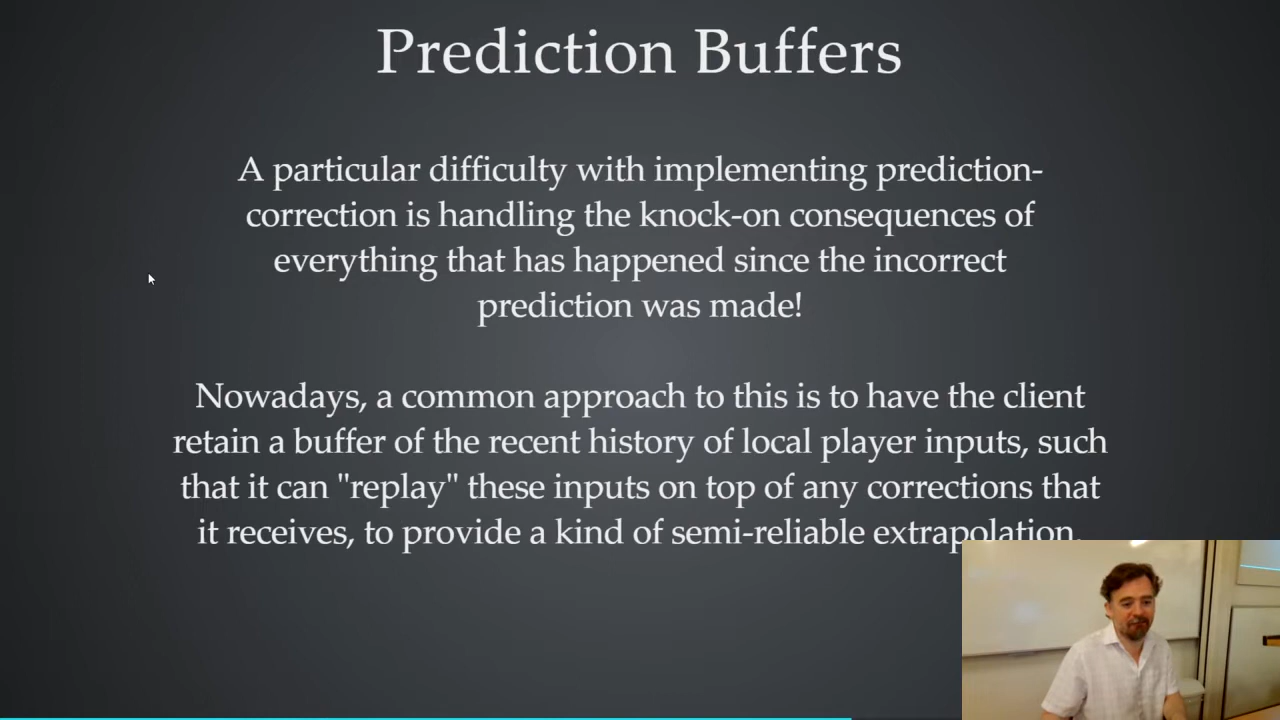 Prediction Buffers
A particular difficulty with implementing prediction-
correction is handling the knock-on consequences of
everything that has happened since the incorrect
prediction was made!
Nowadays, a common approach to this is to have the client
retain a buffer of the recent history of local player inputs, such
that it can "replay" these inputs on top of any corrections that
it receives, to provide a kind of semi-reliable extrapolation.